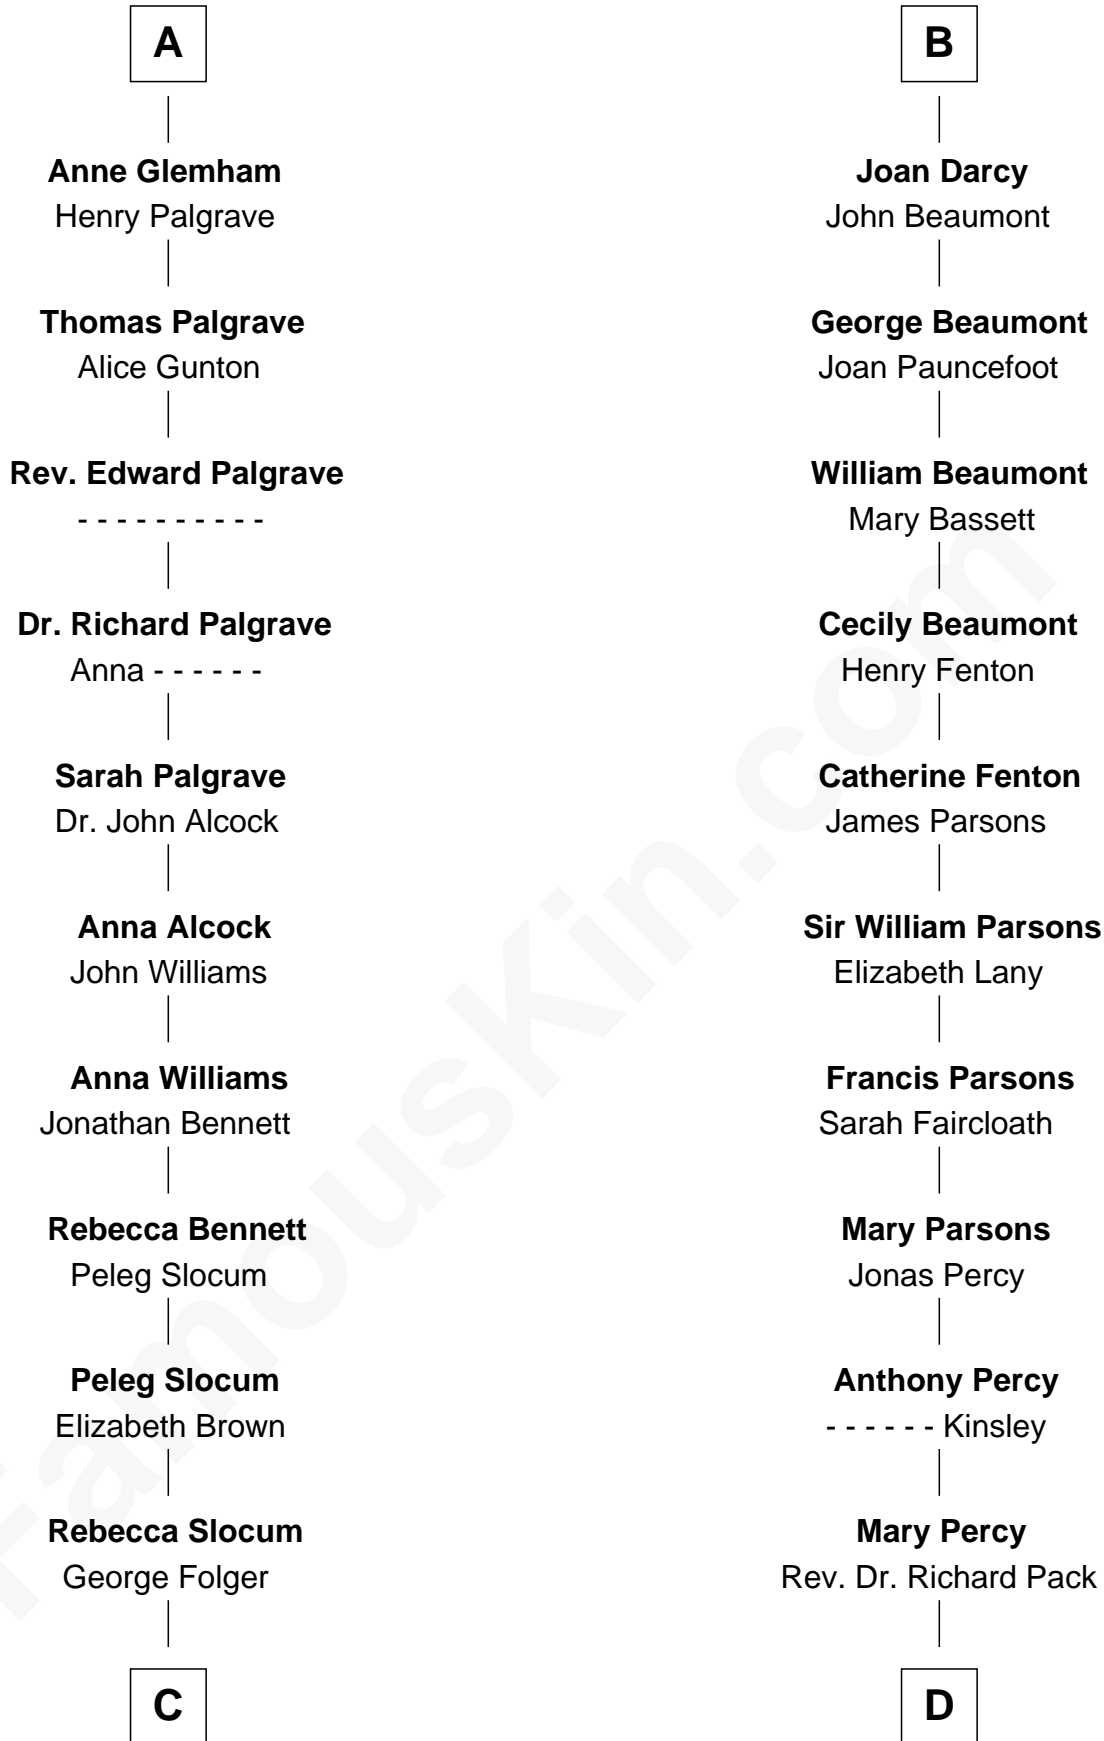 A
Anne Glemham
Henry Palgrave
Thomas Palgrave
Alice Gunton
Rev. Edward Palgrave
- - - - - - - - - -
Dr. Richard Palgrave
Anna - - - - - -
Sarah Palgrave
Dr. John Alcock
Anna Alcock
John Williams
Anna Williams
Jonathan Bennett
Rebecca Bennett
Peleg Slocum
Peleg Slocum
Elizabeth Brown
Rebecca Slocum
George Folger
C
B
Joan Darcy
John Beaumont
George Beaumont
Joan Pauncefoot
William Beaumont
Mary Bassett
Cecily Beaumont
Henry Fenton
Catherine Fenton
James Parsons
Sir William Parsons
Elizabeth Lany
Francis Parsons
Sarah Faircloath
Mary Parsons
Jonas Percy
Anthony Percy
- - - - - - Kinsley
Mary Percy
Rev. Dr. Richard Pack
D
FamousKin.com